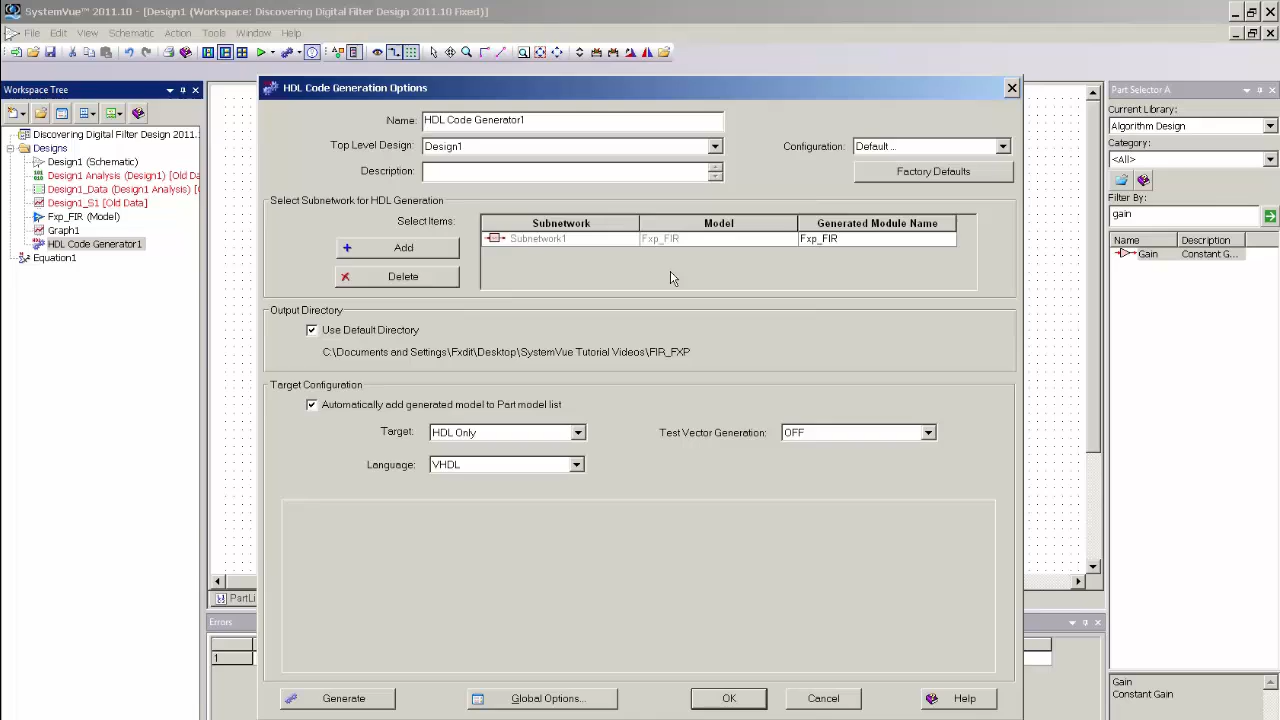 SystemVue™ 2011.10 - [Design1 (Workspace: Discovering Digital Filter Design 2011.10 Fixed)]
File Edit View Schematic Action Tools Window Help
Workspace Tree
Discovering Digital Filter Design 2011.
Designs
Design1 (Schematic)
Design1 Analysis (Design1) [Old Da
Design1_Data (Design1 Analysis) [
Design1_S1 [Old Data]
Fxp_FIR (Model)
Graph1
HDL Code Generator1
Equation1
HDL Code Generation Options
Name: HDL Code Generator1
Top Level Design: Design1 Configuration: Default ...
Description: Factory Defaults
Select Subnetwork for HDL Generation
Select Items: Subnetwork Model Generated Module Name
Subnetwork1 Fxp_FIR Fxp_FIR
Add
Delete
Output Directory
Use Default Directory
C:\Documents and Settings\Fxdit\Desktop\SystemVue Tutorial Videos\FIR_FXP
Target Configuration
Automatically add generated model to Part model list
Target: HDL Only Test Vector Generation: OFF
Language: VHDL
Generate Global Options... OK Cancel Help
PartLi
Errors
1
Part Selector A
Current Library:
Algorithm Design
Category:
<All>
Filter By:
gain
Name Description
Gain Constant G...
Gain
Constant Gain